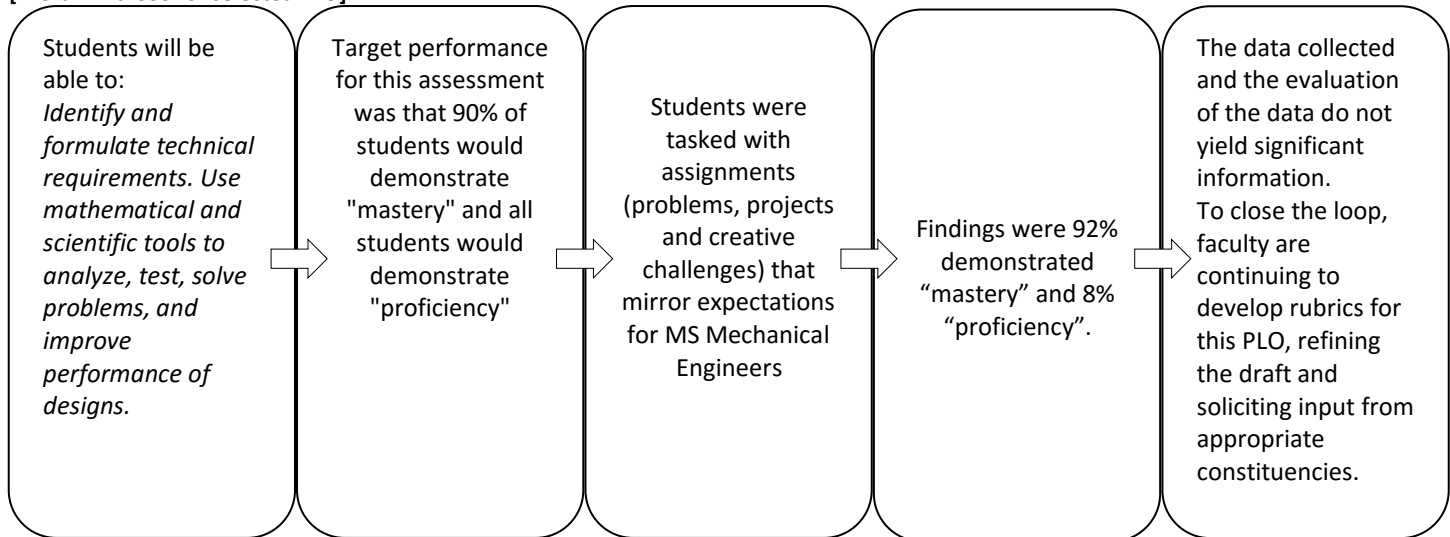 Students will be
able to:
Identify and
formulate technical
requirements. Use
mathematical and
scientific tools to
analyze, test, solve
problems, and
improve
performance of
designs.
Target performance
for this assessment
was that 90% of
students would
demonstrate
"mastery" and all
students would
demonstrate
"proficiency"
Students were
tasked with
assignments
(problems, projects
and creative
challenges) that
mirror expectations
for MS Mechanical
Engineers
Findings were 92%
demonstrated
“mastery” and 8%
“proficiency”.
The data collected
and the evaluation
of the data do not
yield significant
information.
To close the loop,
faculty are
continuing to
develop rubrics for
this PLO, refining
the draft and
soliciting input from
appropriate
constituencies.